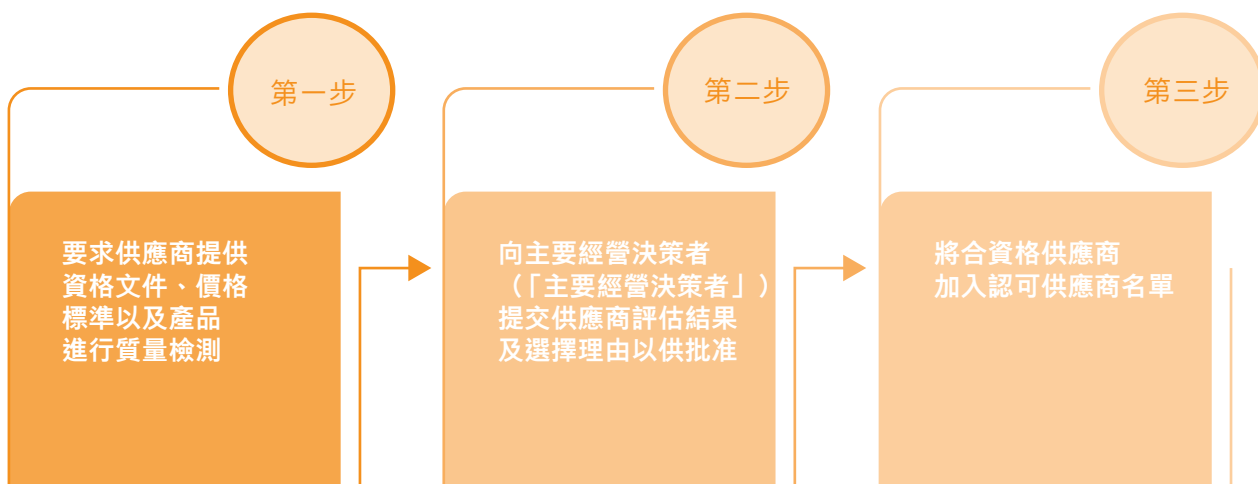 第一步
要求供應商提供
資格文件、價格
標準以及產品
進行質量檢測
第二步
向主要經營決策者
（「主要經營決策者」）
提交供應商評估結果
及選擇理由以供批准
第三步
將合資格供應商
加入認可供應商名單